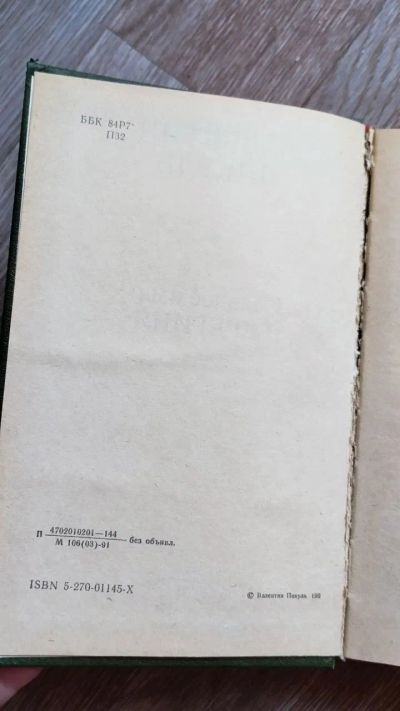 ББК 84Р7
П32
П 4702010201—144
М 106(03)-91
без объявл.
ISBN 5-270-01145-X
© Валентин Пикуль